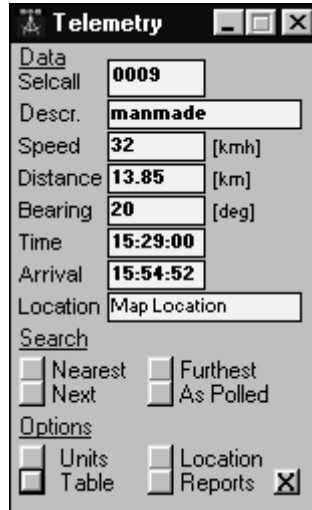 Telemetry
Data
Selcall 0009
Descr. manmade
Speed 32 [kmh]
Distance 13.85 [km]
Bearing 20 [deg]
Time 15:29:00
Arrival 15:54:52
Location Map Location
Search
Nearest Furthest
Next As Polled
Options
Units Location
Table Reports X